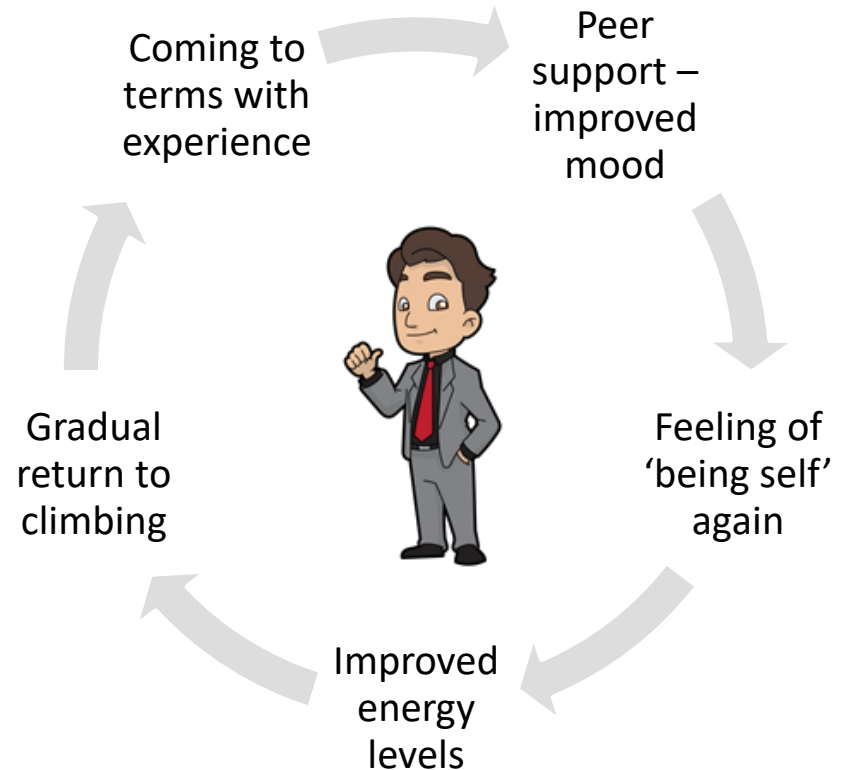 Peer
support –
improved
mood
Feeling of
‘being self’
again
Improved
energy
levels
Gradual
return to
climbing
Coming to
terms with
experience